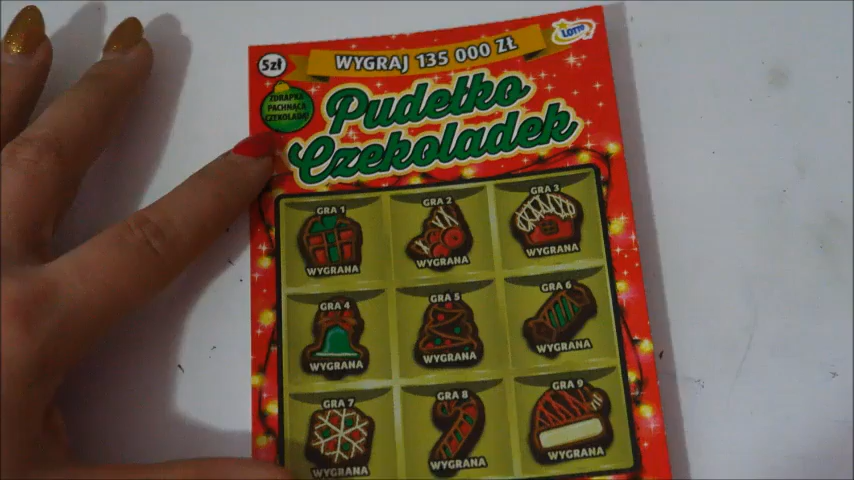 5zł
WYGRAJ 135 000 ZŁ
LOTTO
ZDRAPKA
PACHNĄCA
CZEKOLADĄ!
Pudełko
Czekoladek
GRA 1
WYGRANA
GRA 2
WYGRANA
GRA 3
WYGRANA
GRA 4
WYGRANA
GRA 5
WYGRANA
GRA 6
WYGRANA
GRA 7
WYGRANA
GRA 8
WYGRANA
GRA 9
WYGRANA